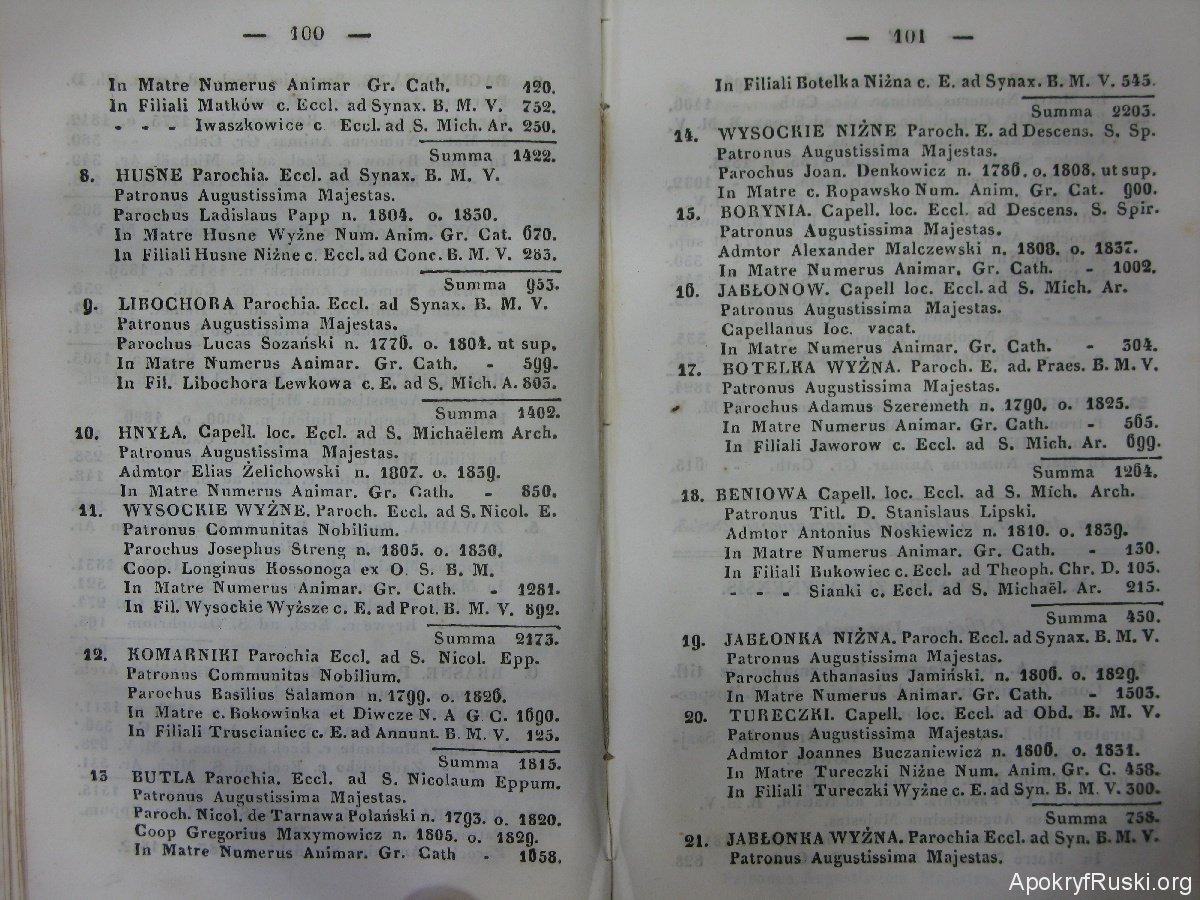 — 100 —
In Matre Numerus Animar Gr. Cath. - 420.
In Filiali Matków c. Eccl. ad Synax. B. M. V. 752.
- - - Iwaszkowice c. Eccl. ad S. Mich. Ar. 250.
Summa 1422.
8. HUSNE Parochia. Eccl. ad Synax. B. M. V.
Patronus Augustissima Majestas.
Parochus Ladislaus Papp n. 1804. o. 1830.
In Matre Husne Wyżne Num. Anim. Gr. Cat. 670.
In Filiali Husne Niżne c. Eccl. ad Conc. B. M. V. 283.
Summa 953.
9. LIBOCHORA Parochia. Eccl. ad Synax. B. M. V.
Patronus Augustissima Majestas.
Parochus Lucas Sozański n. 1776. o. 1804. ut sup.
In Matre Numerus Animar. Gr. Cath. - 599.
In Fil. Libochora Lewkowa c. E. ad S. Mich. A. 803.
Summa 1402.
10. HNYŁA. Capell. loc. Eccl. ad S. Michaëlem Arch.
Patronus Augustissima Majestas.
Admtor Elias Żelichowski n. 1807. o. 1839.
In Matre Numerus Animar. Gr. Cath. - 850.
11. WYSOCKIE WYŻNE. Paroch. Eccl. ad S. Nicol. E.
Patronus Communitas Nobilium.
Parochus Josephus Streng n. 1805. o. 1830.
Coop. Longinus Kossonoga ex O. S. B. M.
In Matre Numerus Animar. Gr. Cath. - 1281.
In Fil. Wysockie Wyższe c. E. ad Prot. B. M. V. 892.
Summa 2173.
12. KOMARNIKI Parochia Eccl. ad S. Nicol. Epp.
Patronus Communitas Nobilium.
Parochus Basilius Salamon n. 1799. o. 1826.
In Matre c. Rokowinka et Diwcze N. A G. C. 1690.
In Filiali Trusciances c. E. ad Annunt. B. M. V. 125.
Summa 1815.
13 BUTLA Parochia. Eccl. ad S. Nicolaum Eppum.
Patronus Augustissima Majestas.
Paroch. Nicol. de Tarnawa Polański n. 1793. o. 1820.
Coop Gregorius Maxymowicz n. 1805. o. 1829.
In Matre Numerus Animar. Gr. Cath - 1658.
— 101 —
In Filiali Botelka Niżna c. E. ad Synax. B. M. V. 545.
Summa 2203.
14. WYSOCKIE NIŻNE Paroch. E. ad Descens. S. Sp.
Patronus Augustissima Majestas.
Parochus Joan. Denkowicz n. 1786. o. 1808. ut sup.
In Matre c. Ropawsko Num. Anim. Gr. Cat. 900.
15. BORYNIA. Capell. loc. Eccl. ad Descens. S. Spir.
Patronus Augustissima Majestas.
Admtor Alexander Malczewski n. 1808. o. 1837.
In Matre Numerus Animar. Gr. Cath. - 1002.
16. JABŁONOW. Capell loc. Eccl. ad S. Mich. Ar.
Patronus Augustissima Majestas.
Capellanus loc. vacat.
In Matre Numerus Animar. Gr. Cath. - 304.
17. BOTELKA WYŻNA. Paroch. E. ad. Praes. B. M. V.
Patronus Augustissima Majestas.
Parochus Adamus Szeremeth n. 1790. o. 1825.
In Matre Numerus Animar. Gr. Cath. - 565.
In Filiali Jaworow c. Eccl. ad S. Mich. Ar. 699.
Summa 1264.
18. BENIOWA Capell. loc. Eccl. ad S. Mich. Arch.
Patronus Titl. D. Stanislaus Lipski.
Admtor Antonius Noskiewicz n. 1810. o. 1839.
In Matre Numerus Animar. Gr. Cath. - 130.
In Filiali Bukowiec c. Eccl. ad Theoph. Chr. D. 105.
- - - Sianki c. Eccl. ad S. Michaël. Ar. 215.
Summa 450.
19. JABŁONKA NIŻNA. Paroch. Eccl. ad Synax. B. M. V.
Patronus Augustissima Majestas.
Parochus Athanasius Jamiński. n. 1806. o. 1829.
In Matre Numerus Animar. Gr. Cath. - 1503.
20. TURECZKI. Capell. loc. Eccl. ad Obd. B. M. V.
Patronus Augustissima Majestas.
Admtor Joannes Buczaniewicz n. 1806. o. 1831.
In Matre Tureczki Niżne Num. Anim. Gr. C. 458.
In Filiali Tureczki Wyżne c. E. ad Syn. B. M. V. 300.
Summa 758.
21. JABŁONKA WYŻNA. Parochia Eccl. ad Syn. B. M. V.
Patronus Augustissima Majestas.
ApokryfRuski.org